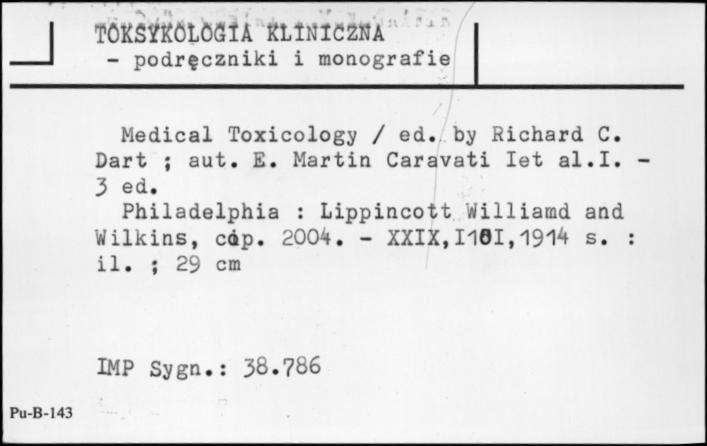 TOKSYKOLOGIA KLINICZNA
- podręczniki i monografie
Medical Toxicology / ed. by Richard C.
Dart ; aut. E. Martin Caravati Iet al.I. -
3 ed.
Philadelphia : Lippincott Williamd and
Wilkins, cop. 2004. - XXIX,I10I,1914 s. :
il. ; 29 cm
IMP Sygn.: 38.786
Pu-B-143